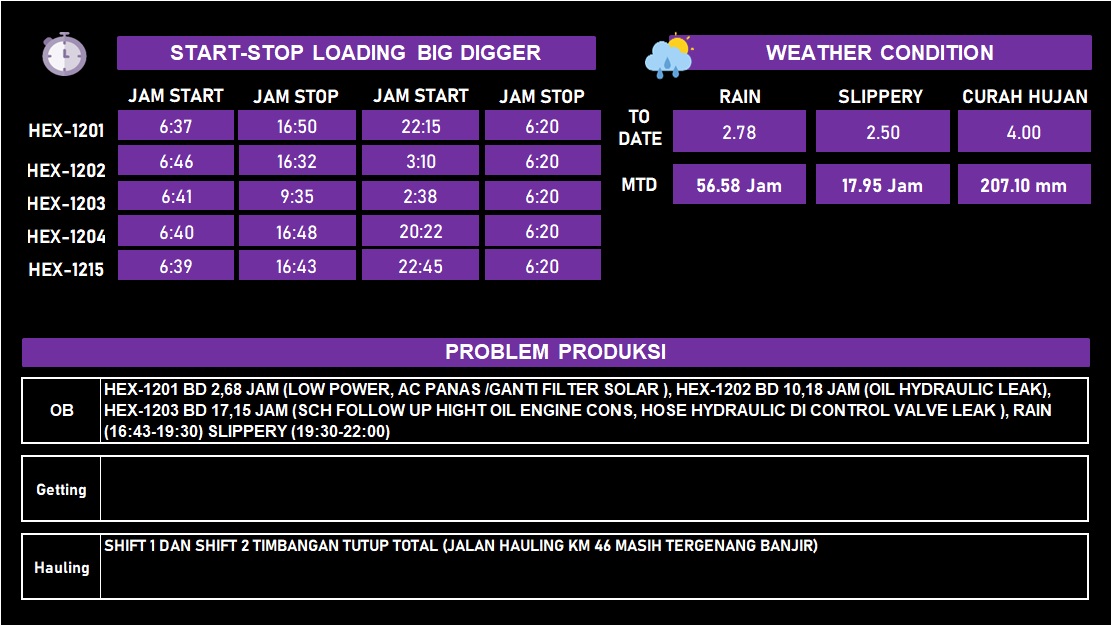 START-STOP LOADING BIG DIGGER
JAM START JAM STOP JAM START JAM STOP
HEX-1201 6:37 16:50 22:15 6:20
HEX-1202 6:46 16:32 3:10 6:20
HEX-1203 6:41 9:35 2:38 6:20
HEX-1204 6:40 16:48 20:22 6:20
HEX-1215 6:39 16:43 22:45 6:20
WEATHER CONDITION
RAIN SLIPPERY CURAH HUJAN
TO
DATE
2.78 2.50 4.00
MTD 56.58 Jam 17.95 Jam 207.10 mm
PROBLEM PRODUKSI
OB
HEX-1201 BD 2,68 JAM (LOW POWER, AC PANAS /GANTI FILTER SOLAR ), HEX-1202 BD 10,18 JAM (OIL HYDRAULIC LEAK),
HEX-1203 BD 17,15 JAM (SCH FOLLOW UP HIGHT OIL ENGINE CONS, HOSE HYDRAULIC DI CONTROL VALVE LEAK ), RAIN
(16:43-19:30) SLIPPERY (19:30-22:00)
Getting
Hauling
SHIFT 1 DAN SHIFT 2 TIMBANGAN TUTUP TOTAL (JALAN HAULING KM 46 MASIH TERGENANG BANJIR)